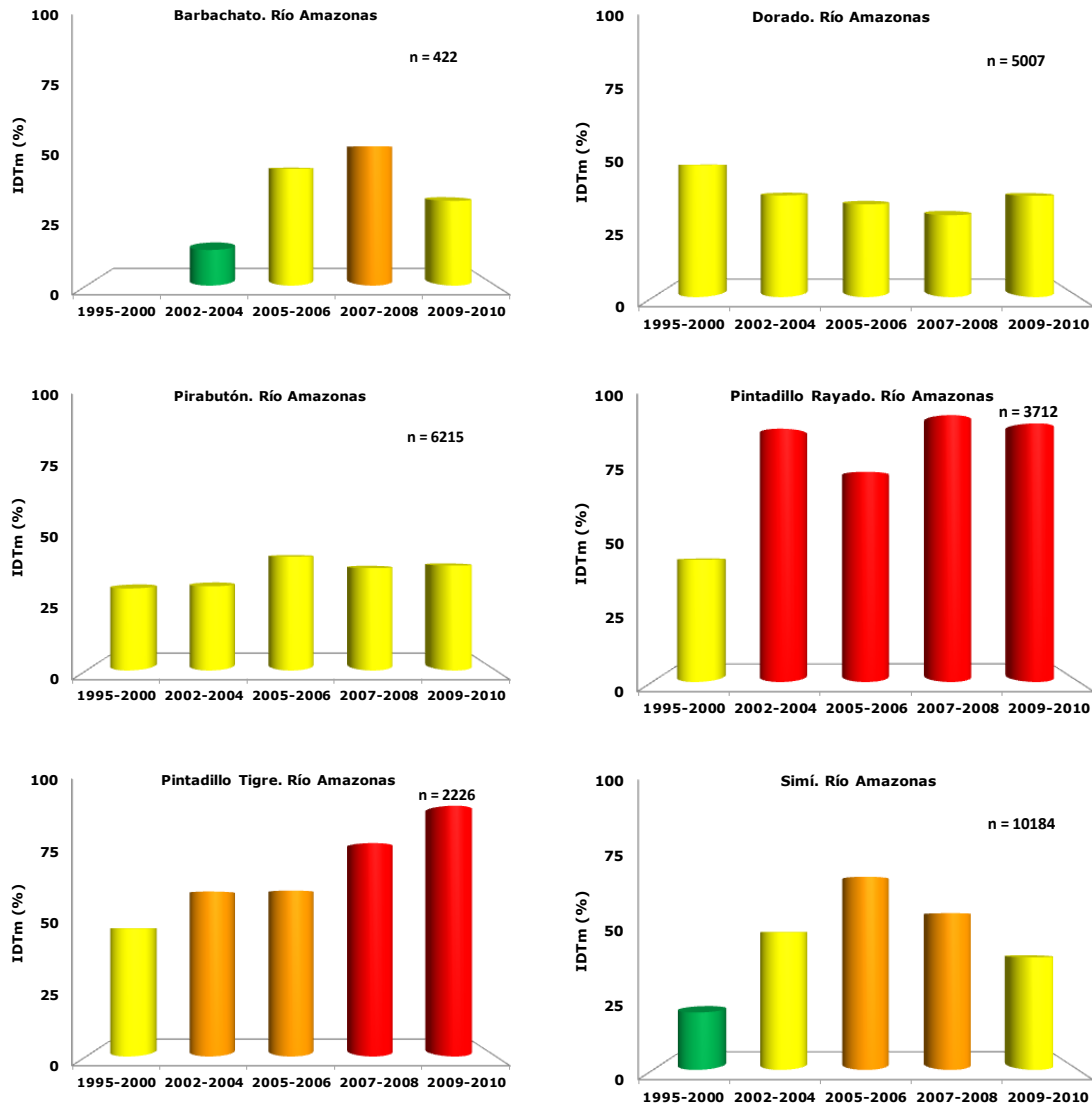 Barbachato. Río Amazonas
n = 422
IDTm (%)
100
75
50
25
0
1995-2000 2002-2004 2005-2006 2007-2008 2009-2010
Dorado. Río Amazonas
n = 5007
IDTm (%)
100
75
50
25
0
1995-2000 2002-2004 2005-2006 2007-2008 2009-2010
Pirabutón. Río Amazonas
n = 6215
IDTm (%)
100
75
50
25
0
1995-2000 2002-2004 2005-2006 2007-2008 2009-2010
Pintadillo Rayado. Río Amazonas
n = 3712
IDTm (%)
100
75
50
25
0
1995-2000 2002-2004 2005-2006 2007-2008 2009-2010
Pintadillo Tigre. Río Amazonas
n = 2226
IDTm (%)
100
75
50
25
0
1995-2000 2002-2004 2005-2006 2007-2008 2009-2010
Simí. Río Amazonas
n = 10184
IDTm (%)
100
75
50
25
0
1995-2000 2002-2004 2005-2006 2007-2008 2009-2010